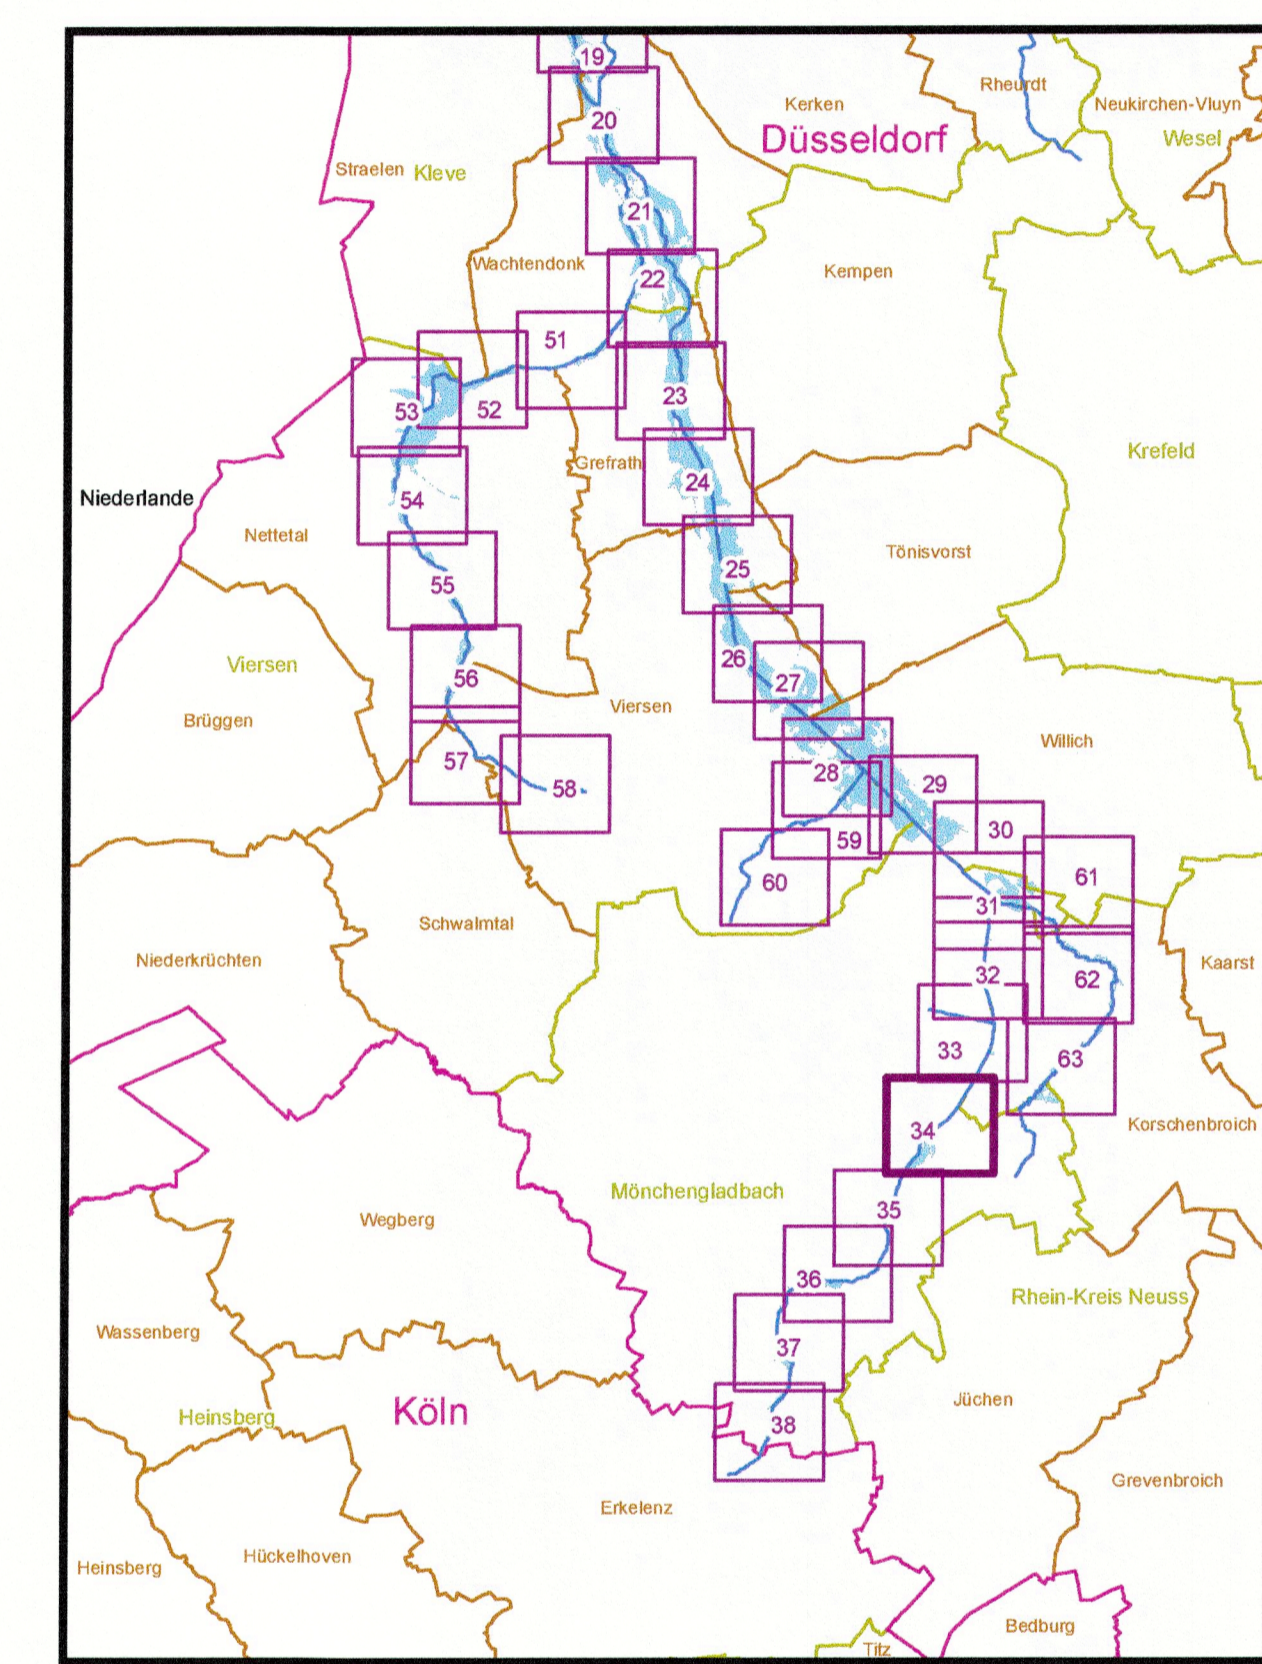 19
Rheurdt
Kerken
Neukirchen-Vluyn
20
Düsseldorf
Wesel
Straelen
Kleve
21
Wachtendonk
22
Kempen
51
23
53
52
Krefeld
Grefrath
24
Niederlande
54
Nettetal
Tönisvorst
25
55
26
Viersen
56
27
Viersen
Brüggen
Willich
57
28
29
58
30
59
61
60
31
Schwalmtal
Niederkrüchten
Kaarst
32
62
33
63
Korschenbroich
34
Mönchengladbach
35
Wegberg
36
Rhein-Kreis Neuss
Wassenberg
37
Jüchen
Heinsberg
Köln
38
Grevenbroich
Erkelenz
Hückelhoven
Heinsberg
Bedburg
Titz